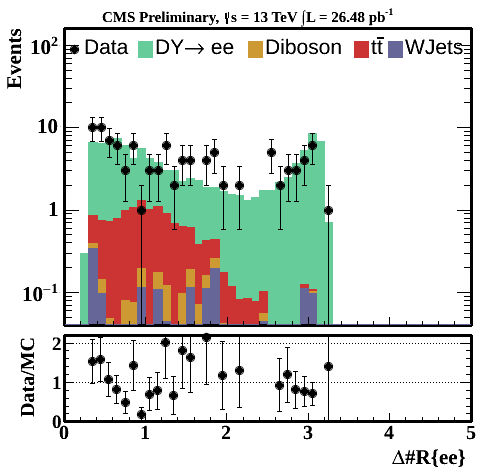 CMS Preliminary, √s = 13 TeV ∫L = 26.48 pb⁻¹
Events
Data DY→ ee Diboson tt̄ WJets
10²
10
1
10⁻¹
Data/MC
2
1
0
0 1 2 3 4 5
Δ#R{ee}